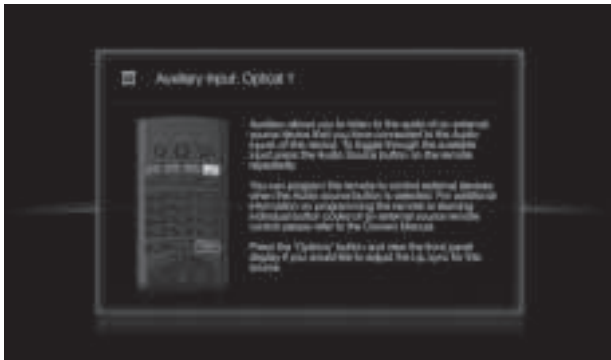 Auxiliary Input: Optical 1
Auxiliary allows you to listen to the audio of an external
source device that you have connected to the Audio
inputs of this device. To toggle through the available
input press the Audio Source button on the remote
repeatedly.
You can program the remote to control external devices
when the Audio source button is selected. For additional
information on programming the remote or learning
individual button codes of an external source remote
control please refer to the Owners Manual.
Press the 'Options' button and view the front panel
display if you would like to adjust the Lip sync for this
source.